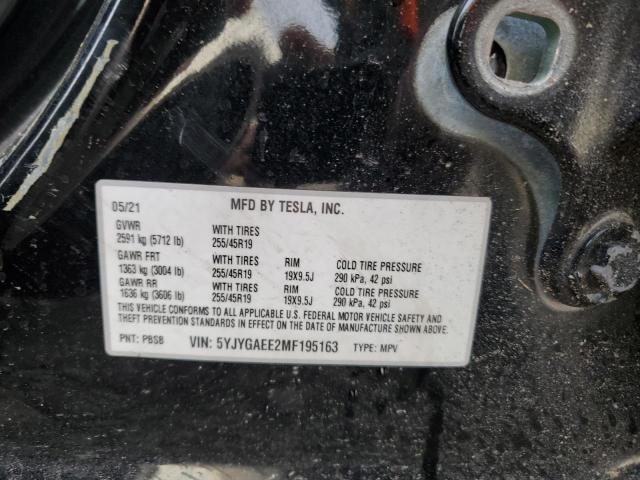 05/21 MFD BY TESLA, INC.
GVWR WITH TIRES
2591 kg (5712 lb) 255/45R19
GAWR FRT WITH TIRES RIM COLD TIRE PRESSURE
1363 kg (3004 lb) 255/45R19 19X9.5J 290 kPa, 42 psi
GAWR RR WITH TIRES RIM COLD TIRE PRESSURE
1636 kg (3606 lb) 255/45R19 19X9.5J 290 kPa, 42 psi
THIS VEHICLE CONFORMS TO ALL APPLICABLE U.S. FEDERAL MOTOR VEHICLE SAFETY AND
THEFT PREVENTION STANDARDS IN EFFECT ON THE DATE OF MANUFACTURE SHOWN ABOVE.
PNT: PBSB VIN: 5YJYGAEE2MF195163 TYPE: MPV